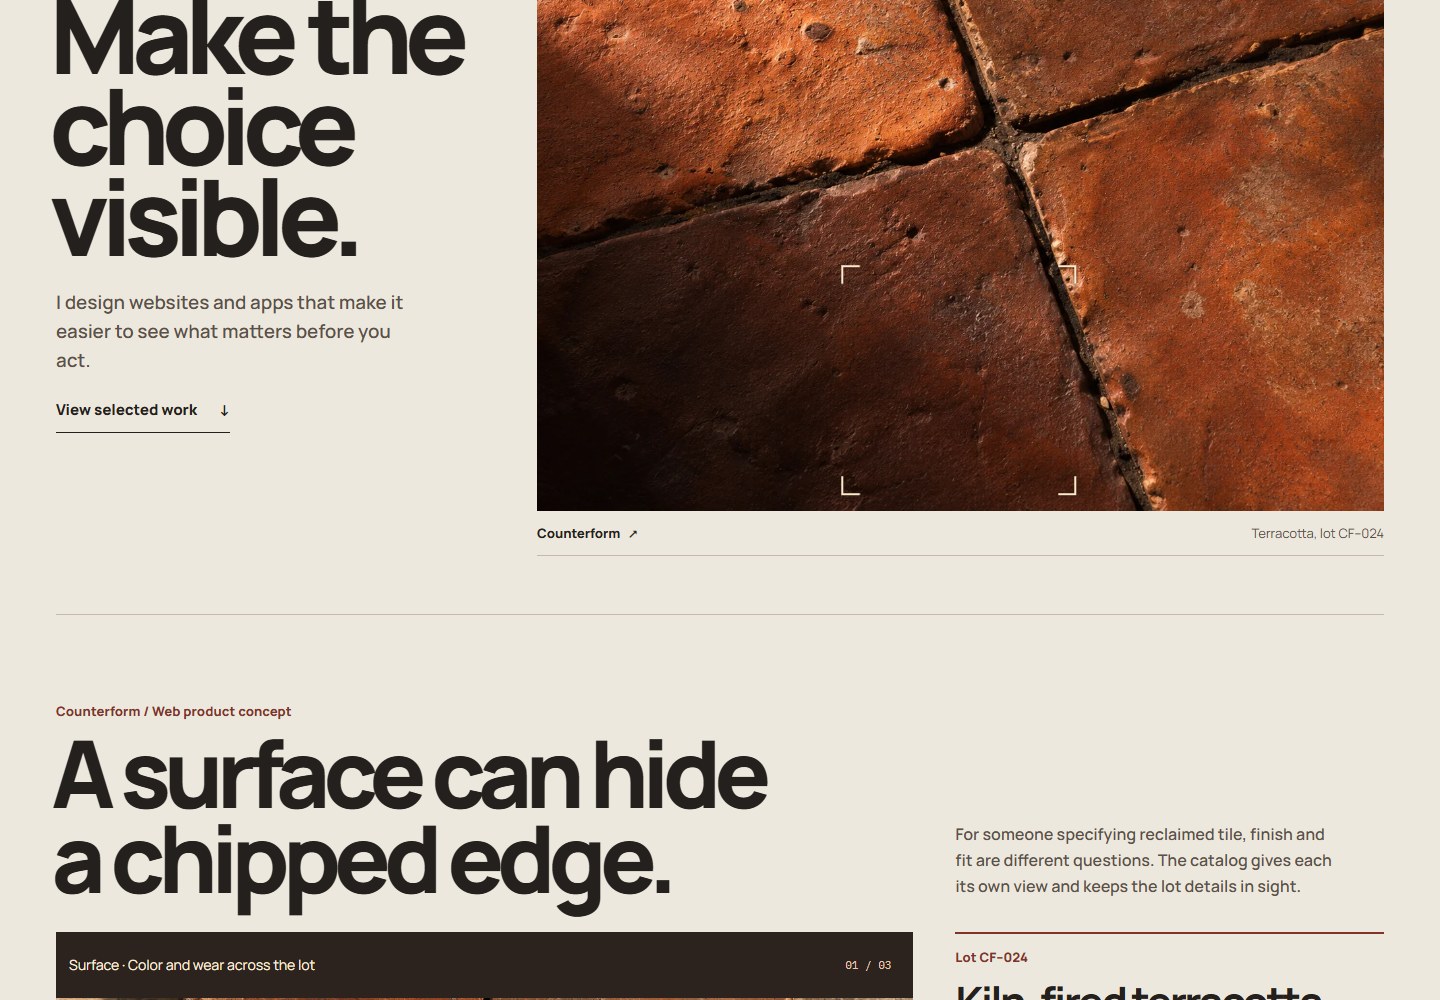 Make the
choice
visible.
I design websites and apps that make it
easier to see what matters before you
act.
View selected work ↓
Counterform ↗
Terracotta, lot CF–024
Counterform / Web product concept
A surface can hide
a chipped edge.
For someone specifying reclaimed tile, finish and
fit are different questions. The catalog gives each
its own view and keeps the lot details in sight.
Surface · Color and wear across the lot
01 / 03
Lot CF–024
Kiln-fired terracotta